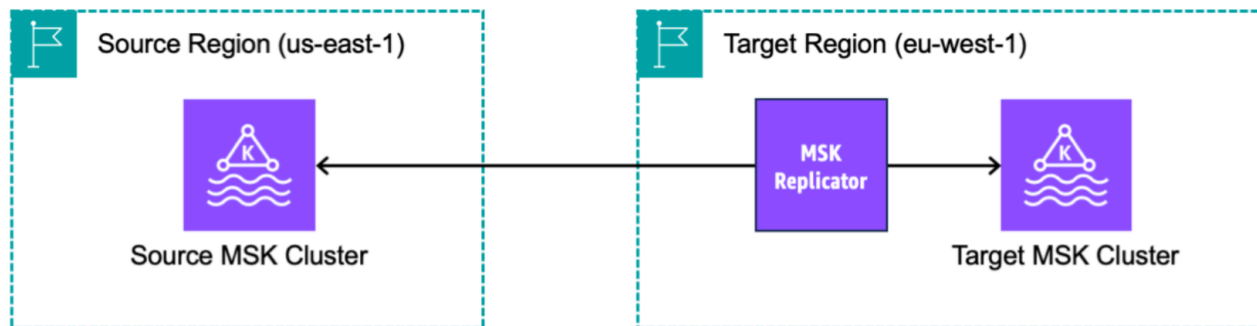 Source Region (us-east-1)
Target Region (eu-west-1)
K
MSK
Replicator
K
Source MSK Cluster
Target MSK Cluster